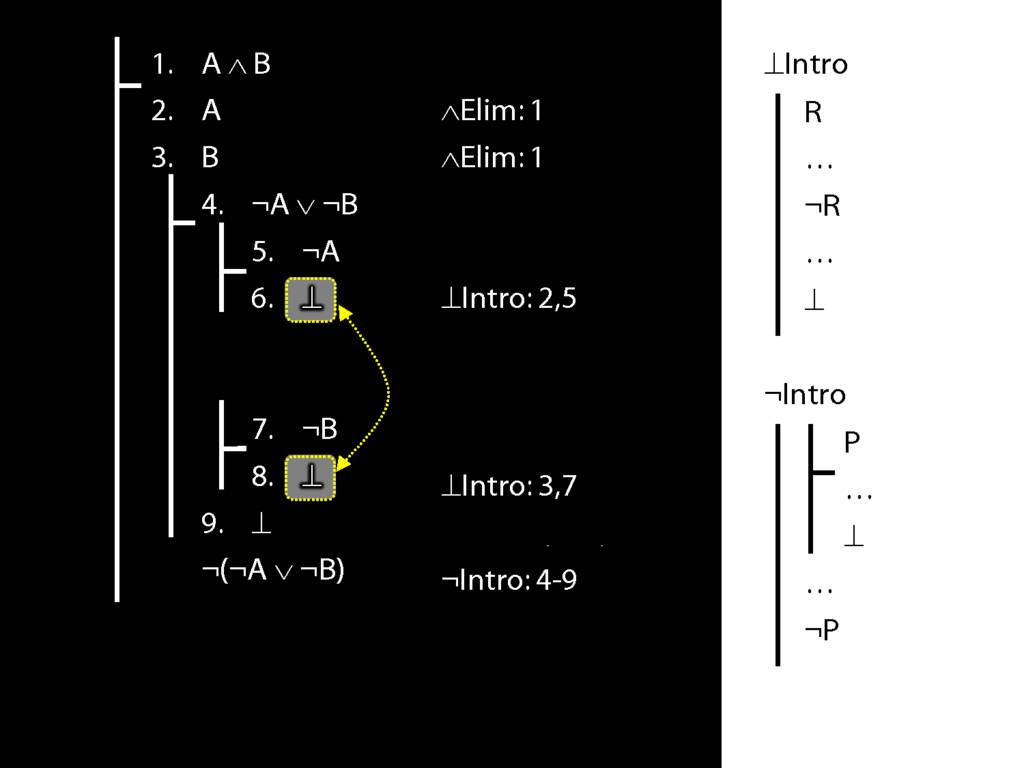 1. A ∧ B
2. A ∧Elim: 1
3. B ∧Elim: 1
4. ¬A ∨ ¬B
5. ¬A
6. ⊥ ⊥Intro: 2,5
7. ¬B
8. ⊥ ⊥Intro: 3,7
9. ⊥
¬(¬A ∨ ¬B) ¬Intro: 4-9
⊥Intro
R
…
¬R
…
⊥
¬Intro
P
…
⊥
…
¬P